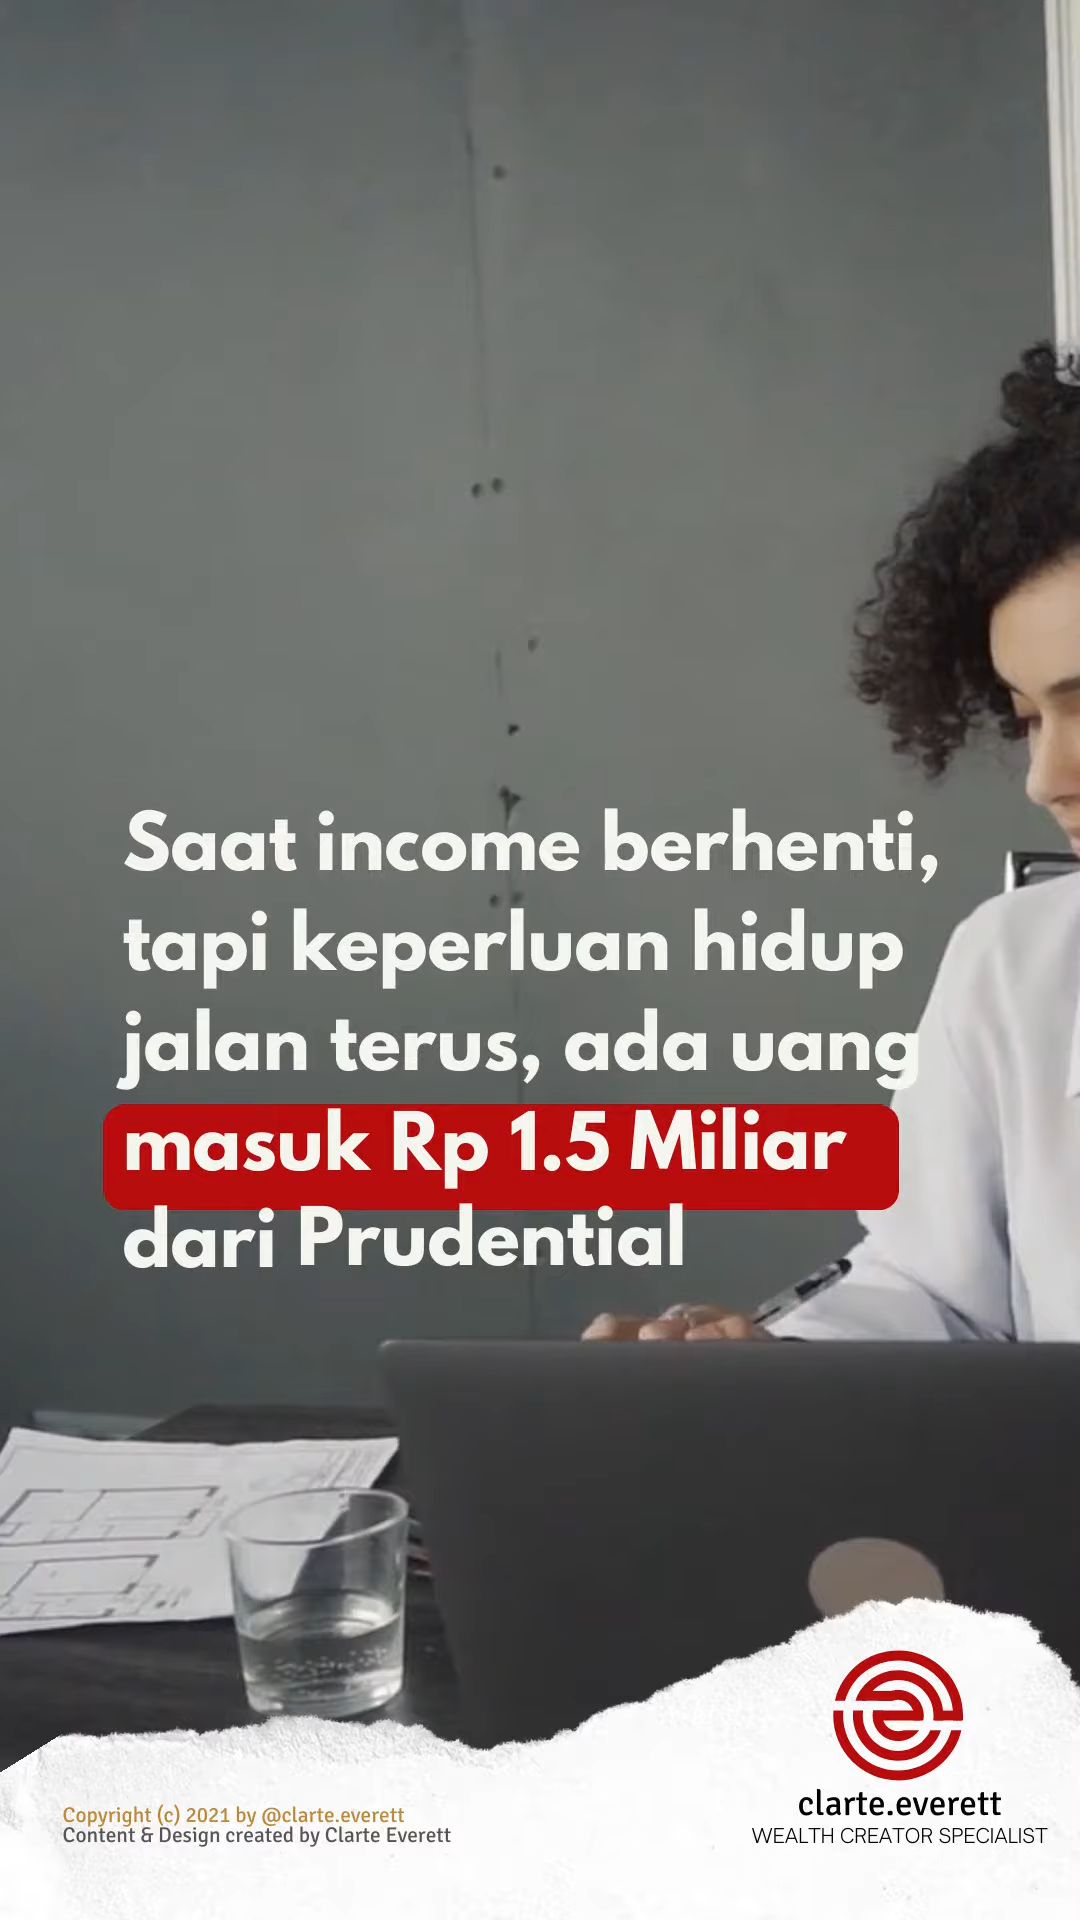 Saat income berhenti,
tapi keperluan hidup
jalan terus, ada uang
masuk Rp 1.5 Miliar
dari Prudential
Copyright (c) 2021 by @clarte.everett
Content & Design created by Clarte Everett
clarte.everett
WEALTH CREATOR SPECIALIST